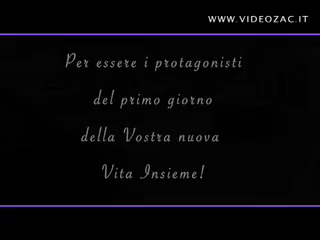 WWW.VIDEOZAC.IT
Per essere i protagonisti
del primo giorno
della Vostra nuova
Vita Insieme!